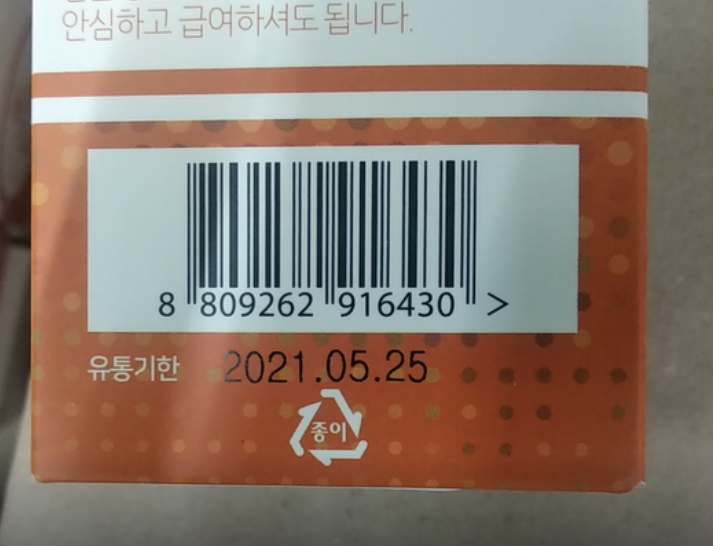 안심하고 급여하셔도 됩니다.
8 809262 916430 >
유통기한 2021.05.25
종이